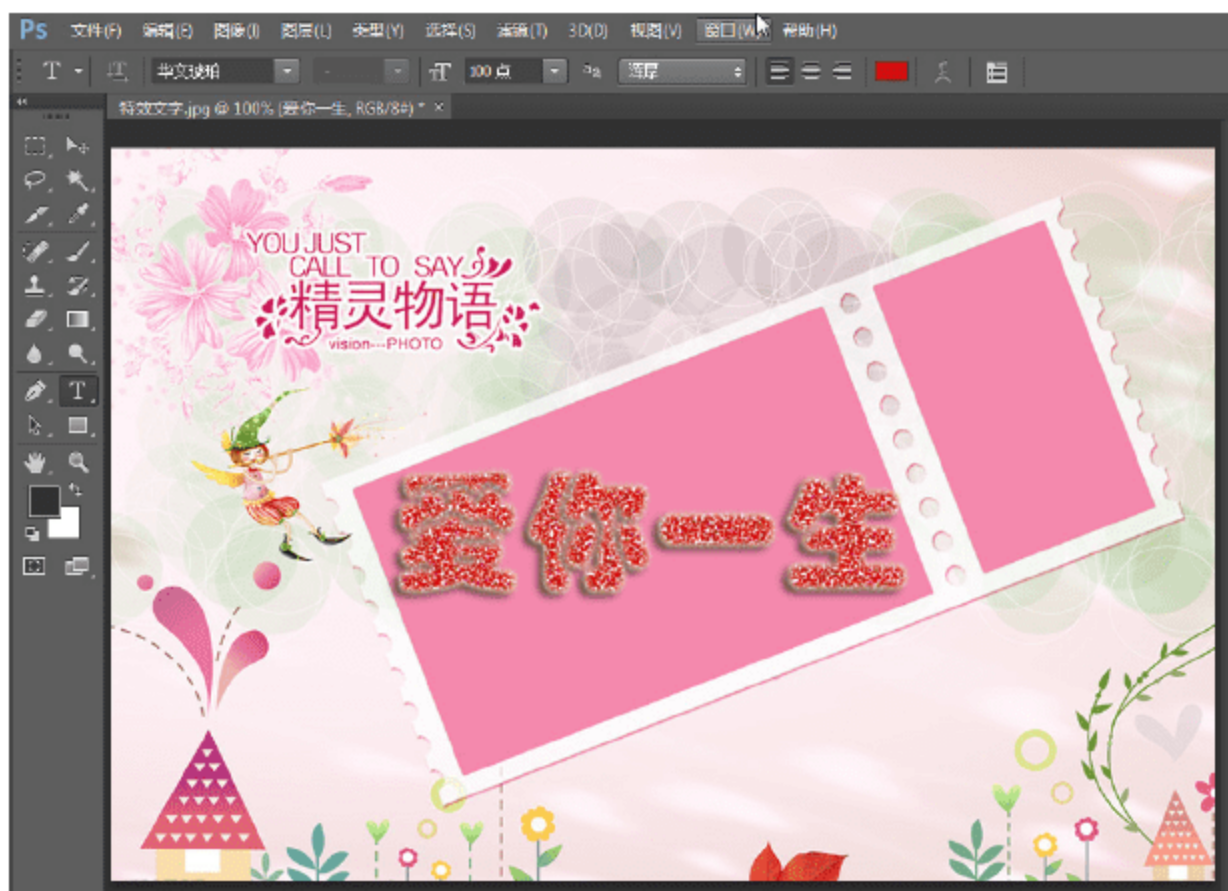 Ps 文件(F) 编辑(E) 图像(I) 图层(L) 类型(Y) 选择(S) 滤镜(T) 3D(D) 视图(V) 窗口(W) 帮助(H)
T 华文琥珀 - 100 点 aa 浑厚
特效文字.jpg @ 100% (爱你一生, RGB/8#) * ×
YOU JUST
CALL TO SAY
精灵物语
vision---PHOTO
爱你一生